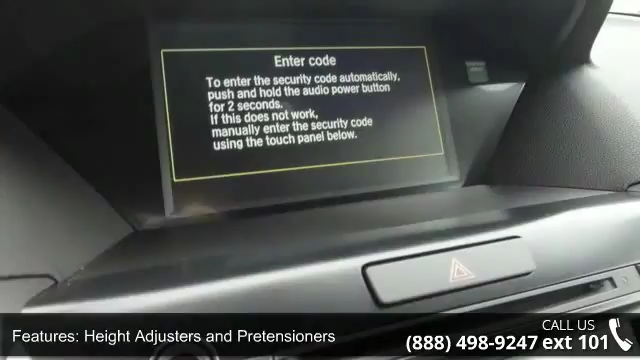 Enter code
To enter the security code automatically,
push and hold the audio power button
for 2 seconds.
If this does not work,
manually enter the security code
using the touch panel below.
Features: Height Adjusters and Pretensioners
CALL US
(888) 498-9247 ext 101